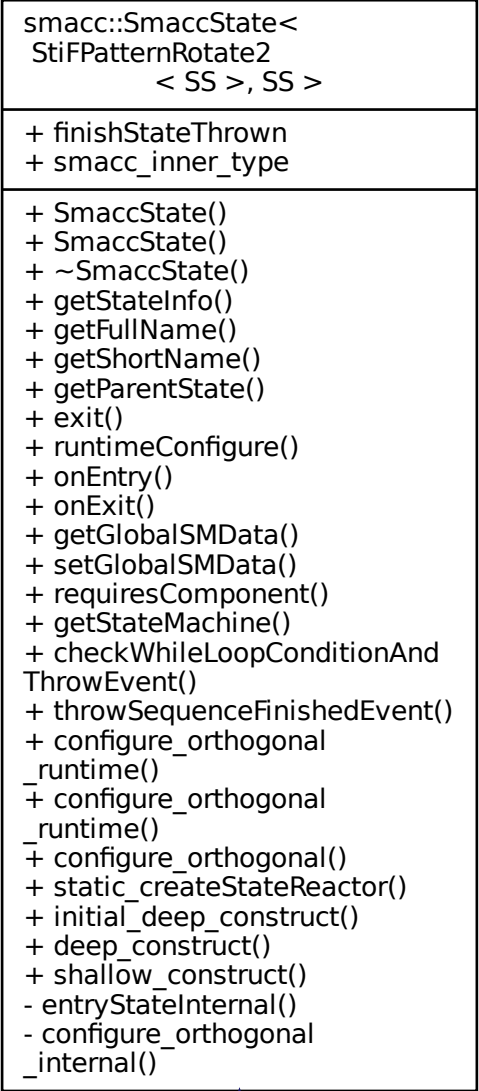 smacc::SmaccState<
StiFPatternRotate2
< SS >, SS >
+ finishStateThrown
+ smacc_inner_type
+ SmaccState()
+ SmaccState()
+ ~SmaccState()
+ getStateInfo()
+ getFullName()
+ getShortName()
+ getParentState()
+ exit()
+ runtimeConfigure()
+ onEntry()
+ onExit()
+ getGlobalSMData()
+ setGlobalSMData()
+ requiresComponent()
+ getStateMachine()
+ checkWhileLoopConditionAnd
ThrowEvent()
+ throwSequenceFinishedEvent()
+ configure_orthogonal
_runtime()
+ configure_orthogonal
_runtime()
+ configure_orthogonal()
+ static_createStateReactor()
+ initial_deep_construct()
+ deep_construct()
+ shallow_construct()
- entryStateInternal()
- configure_orthogonal
_internal()